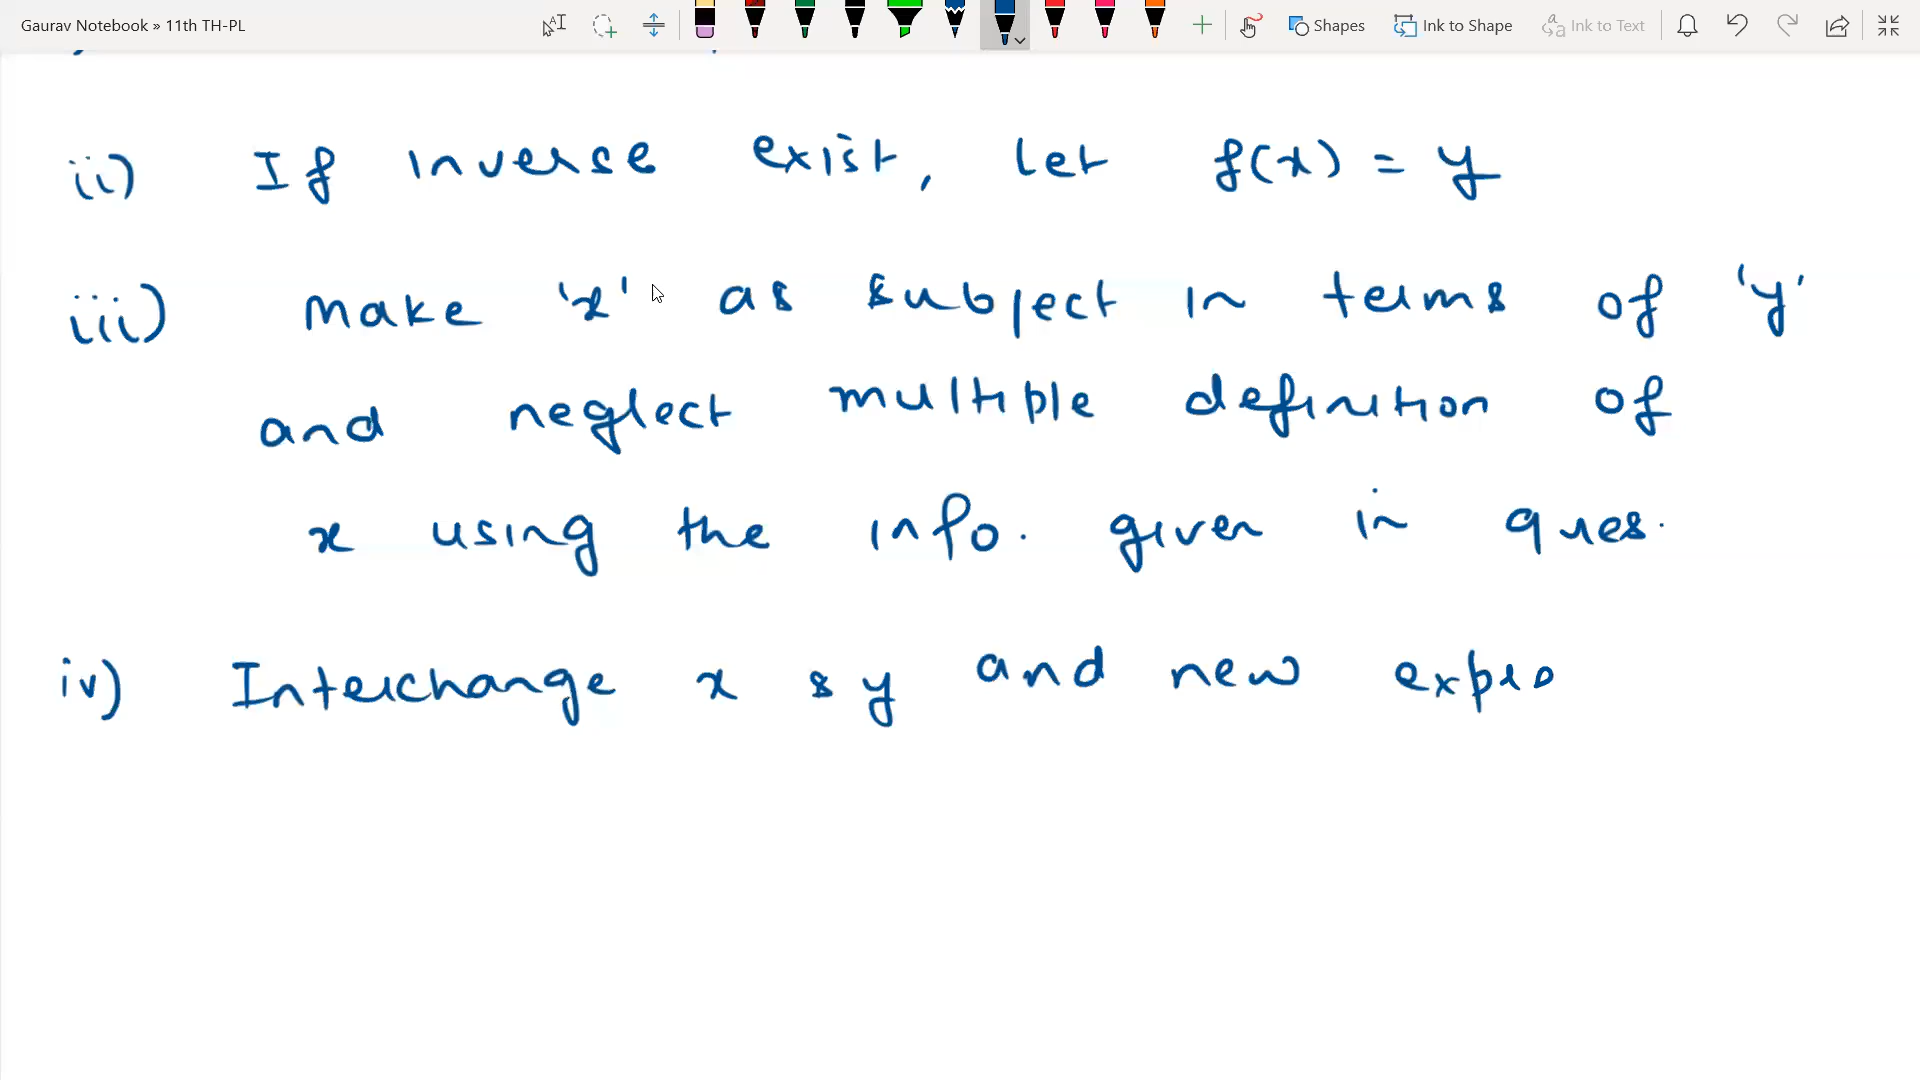 Gaurav Notebook » 11th TH-PL
Shapes
Ink to Shape
Ink to Text
ii) If inverse exist, let f(x) = y
iii) Make 'x' as subject in terms of 'y'
and neglect multiple definition of
x using the info. given in ques.
iv) Interchange x & y and new expre